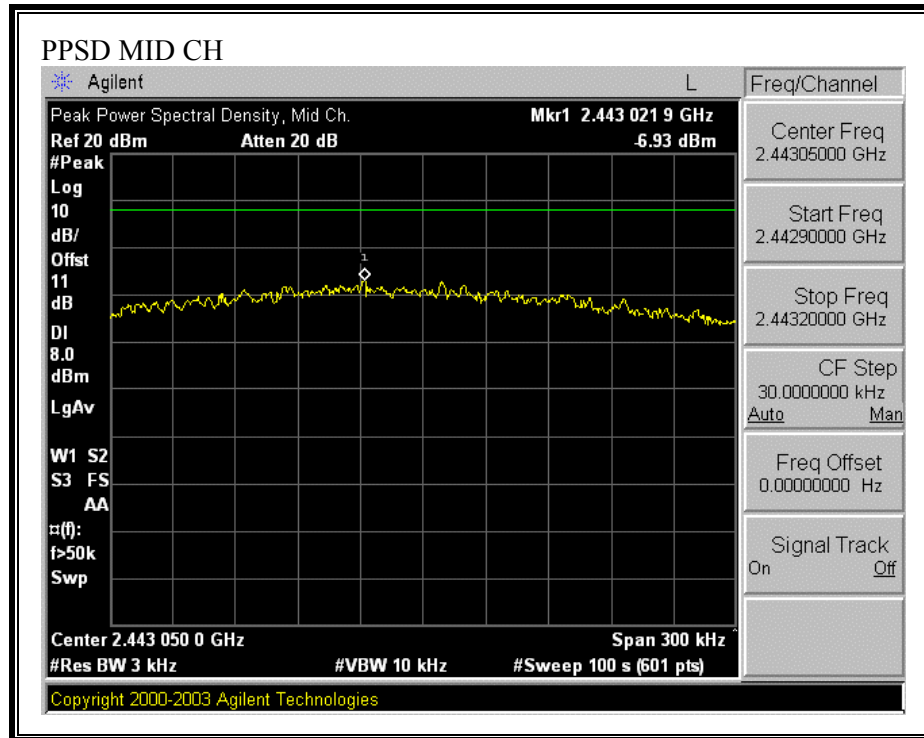 PPSD MID CH
Agilent L Freq/Channel
Peak Power Spectral Density, Mid Ch. Mkr1 2.443 021 9 GHz
Ref 20 dBm Atten 20 dB -6.93 dBm
#Peak
Log
10
dB/
Offst
11
dB
DI
8.0
dBm
LgAv
W1 S2
S3 FS
AA
¤(f):
f>50k
Swp
1
Center 2.443 050 0 GHz Span 300 kHz
#Res BW 3 kHz #VBW 10 kHz #Sweep 100 s (601 pts)
Copyright 2000-2003 Agilent Technologies
Center Freq
2.44305000 GHz
Start Freq
2.44290000 GHz
Stop Freq
2.44320000 GHz
CF Step
30.0000000 kHz
Auto Man
Freq Offset
0.00000000 Hz
Signal Track
On Off